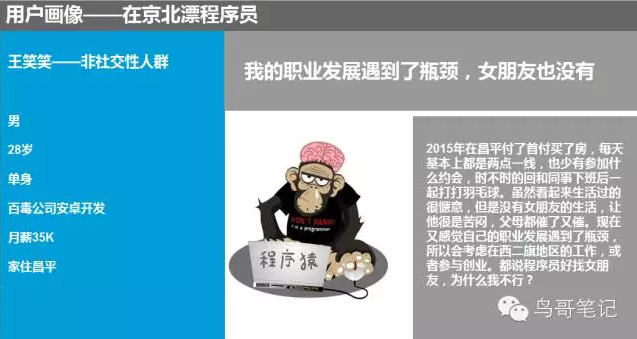 用户画像——在京北漂程序员
王笑笑——非社交性人群
男
28岁
单身
百毒公司安卓开发
月薪35K
家住昌平
我的职业发展遇到了瓶颈，女朋友也没有
DON'T PANIC
I'm a programmer
程序猿
2015年在昌平付了首付买了房，每天
基本上都是两点一线，也少有参加什
么约会，时不时的回和同事下班后一
起打打羽毛球。虽然看起来生活过的
很惬意，但是没有女朋友的生活，让
他很是苦闷，父母都催了又催。现在
又感觉自己的职业发展遇到了瓶颈，
所以会考虑在西二旗地区的工作，或
者参与创业。都说程序员好找女朋
友，为什么我不行？
鸟哥笔记